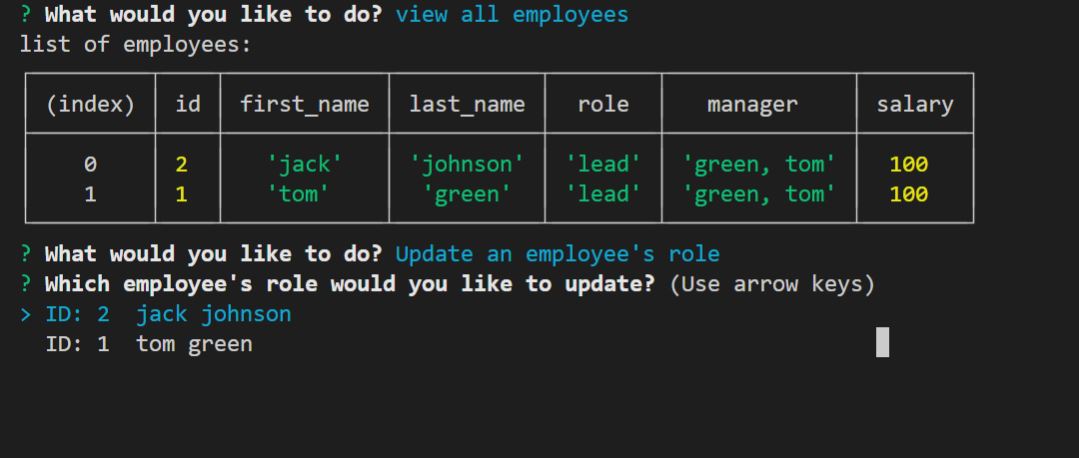 ? What would you like to do? view all employees
list of employees:
(index) id first_name last_name role manager salary
0 2 'jack' 'johnson' 'lead' 'green, tom' 100
1 1 'tom' 'green' 'lead' 'green, tom' 100
? What would you like to do? Update an employee's role
? Which employee's role would you like to update? (Use arrow keys)
> ID: 2 jack johnson
ID: 1 tom green